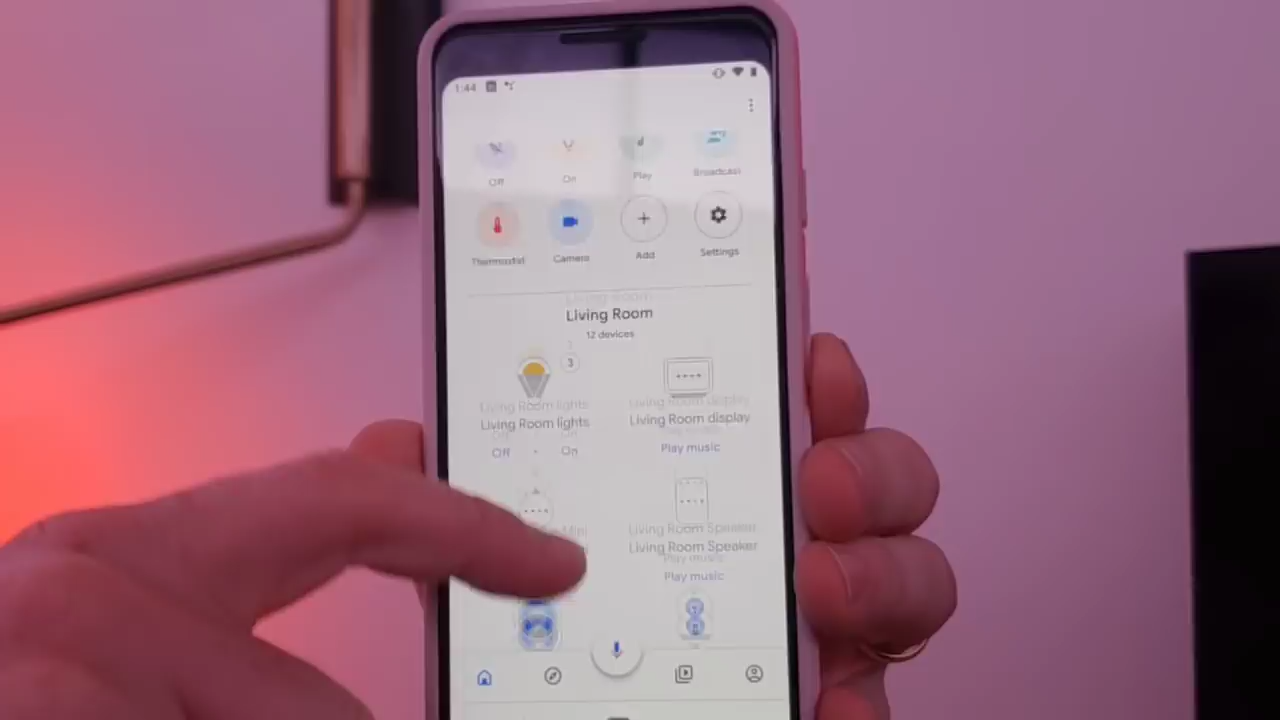 1:44
Off On Play Broadcast
Thermostat Camera Add Settings
Living Room
12 devices
3
Living Room lights Living Room display
Off · On Play music
Mini Living Room Speaker
Play music